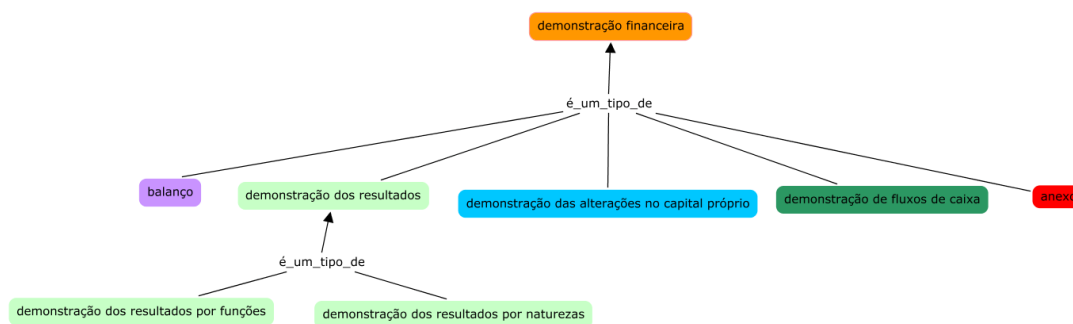 demonstração financeira
é_um_tipo_de
balanço
demonstração dos resultados
demonstração das alterações no capital próprio
demonstração de fluxos de caixa
anexo
é_um_tipo_de
demonstração dos resultados por funções
demonstração dos resultados por naturezas